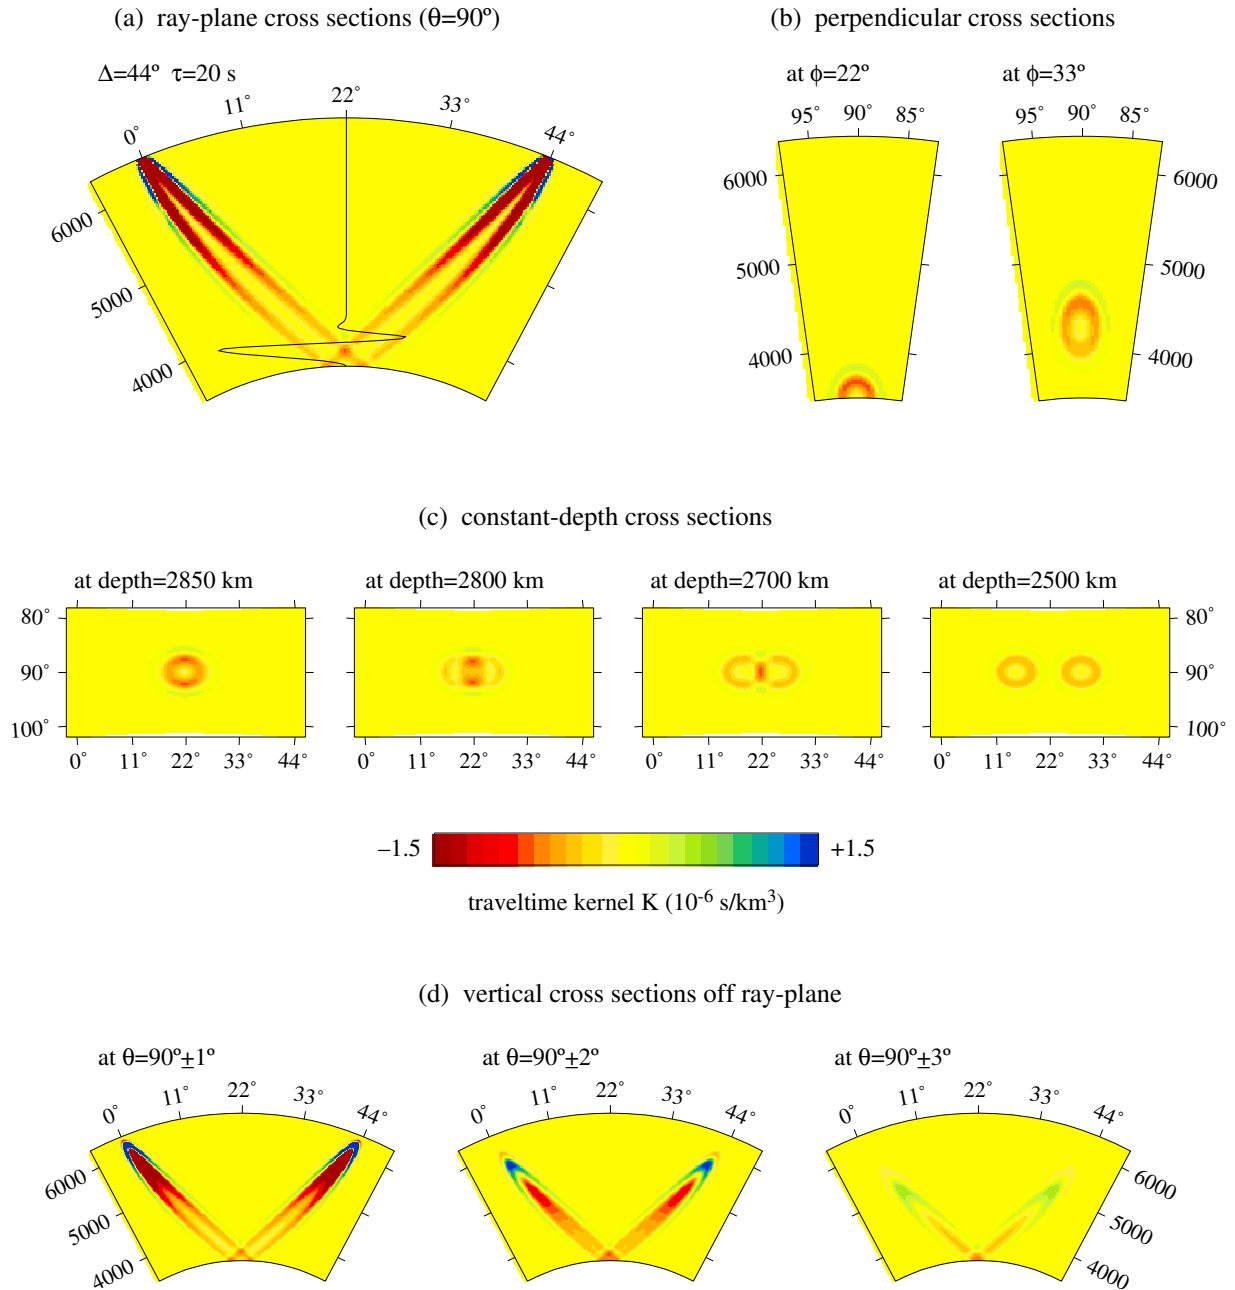 (a) ray-plane cross sections (θ=90º)
(b) perpendicular cross sections
Δ=44º τ=20 s
at ϕ=22°
at ϕ=33°
0° 11° 22° 33° 44°
6000
5000
4000
95° 90° 85°
6000
5000
4000
95° 90° 85°
6000
5000
4000
(c) constant-depth cross sections
at depth=2850 km
at depth=2800 km
at depth=2700 km
at depth=2500 km
80°
90°
100°
0° 11° 22° 33° 44°
0° 11° 22° 33° 44°
0° 11° 22° 33° 44°
0° 11° 22° 33° 44°
80°
90°
100°
–1.5
+1.5
traveltime kernel K (10-6 s/km3)
(d) vertical cross sections off ray-plane
at θ=90º±1º
at θ=90º±2º
at θ=90º±3º
0° 11° 22° 33° 44°
6000
5000
4000
0° 11° 22° 33° 44°
0° 11° 22° 33° 44°
6000
5000
4000